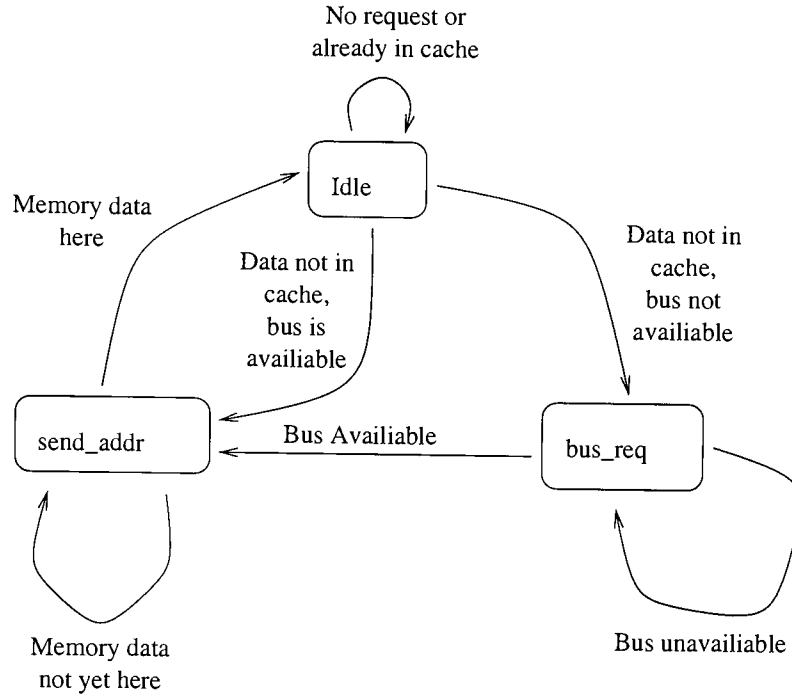 No request or
already in cache
Idle
Memory data
here
Data not in
cache,
bus is
availiable
Data not in
cache,
bus not
availiable
send_addr
Bus Availiable
bus_req
Memory data
not yet here
Bus unavailiable